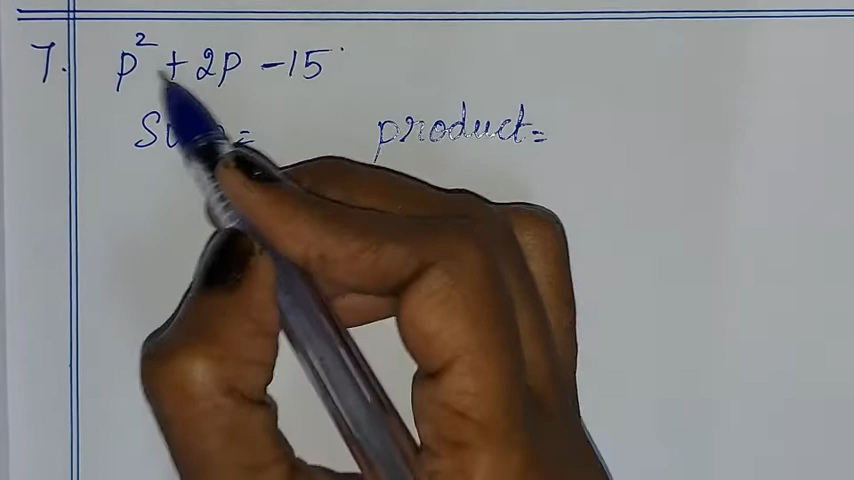 7. p² + 2p - 15
product=